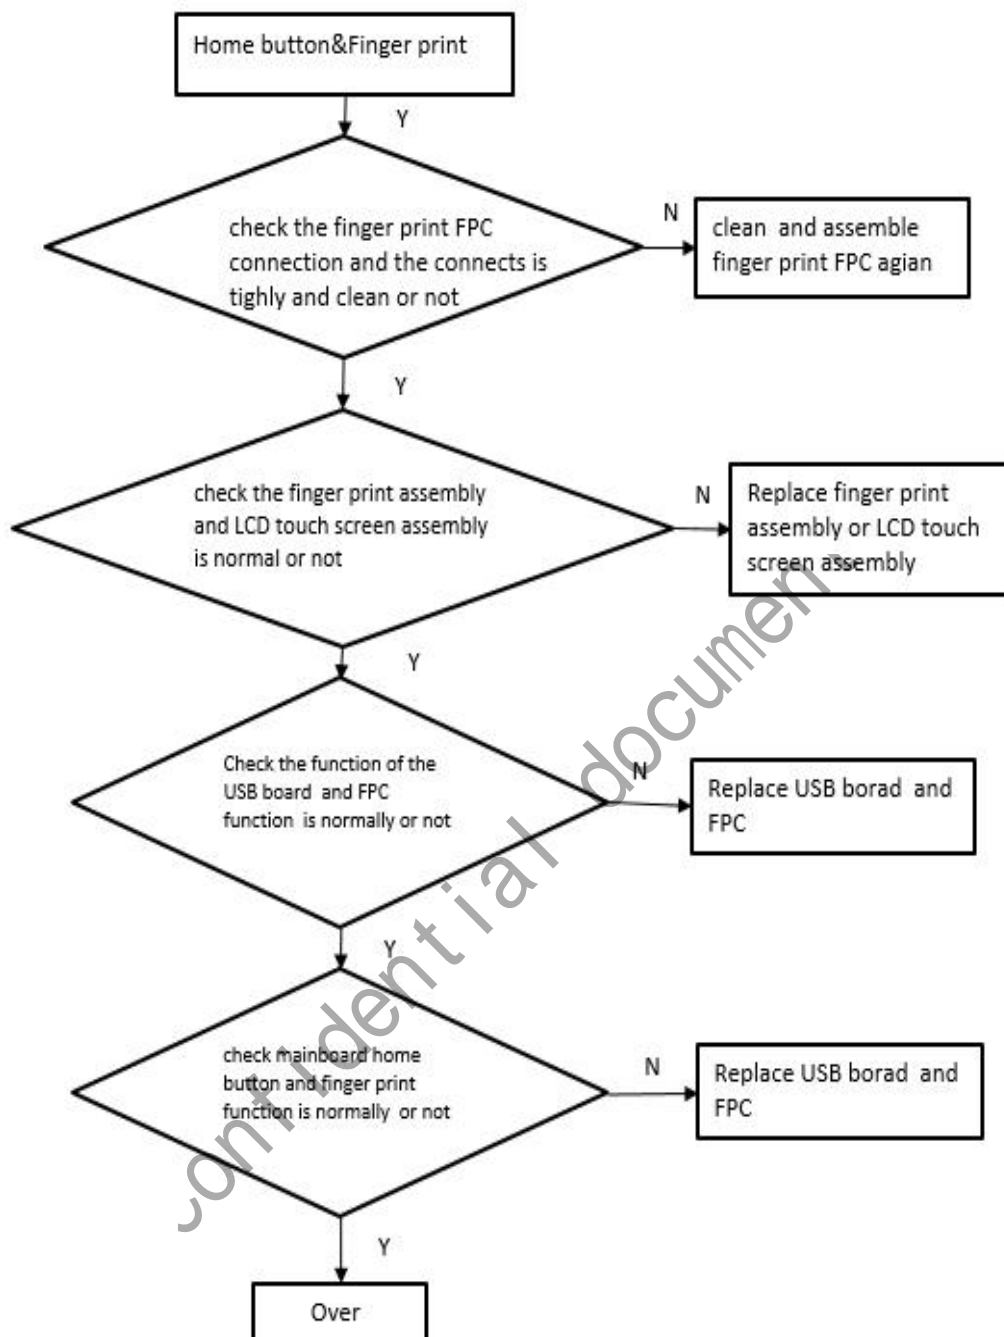 Home button&Finger print
Y
check the finger print FPC
connection and the connects is
tighly and clean or not
N
clean and assemble
finger print FPC agian
Y
check the finger print assembly
and LCD touch screen assembly
is normal or not
N
Replace finger print
assembly or LCD touch
screen assembly
Y
Check the function of the
USB board and FPC
function is normally or not
N
Replace USB borad and
FPC
Y
check mainboard home
button and finger print
function is normally or not
N
Replace USB borad and
FPC
Y
Over
confidential document